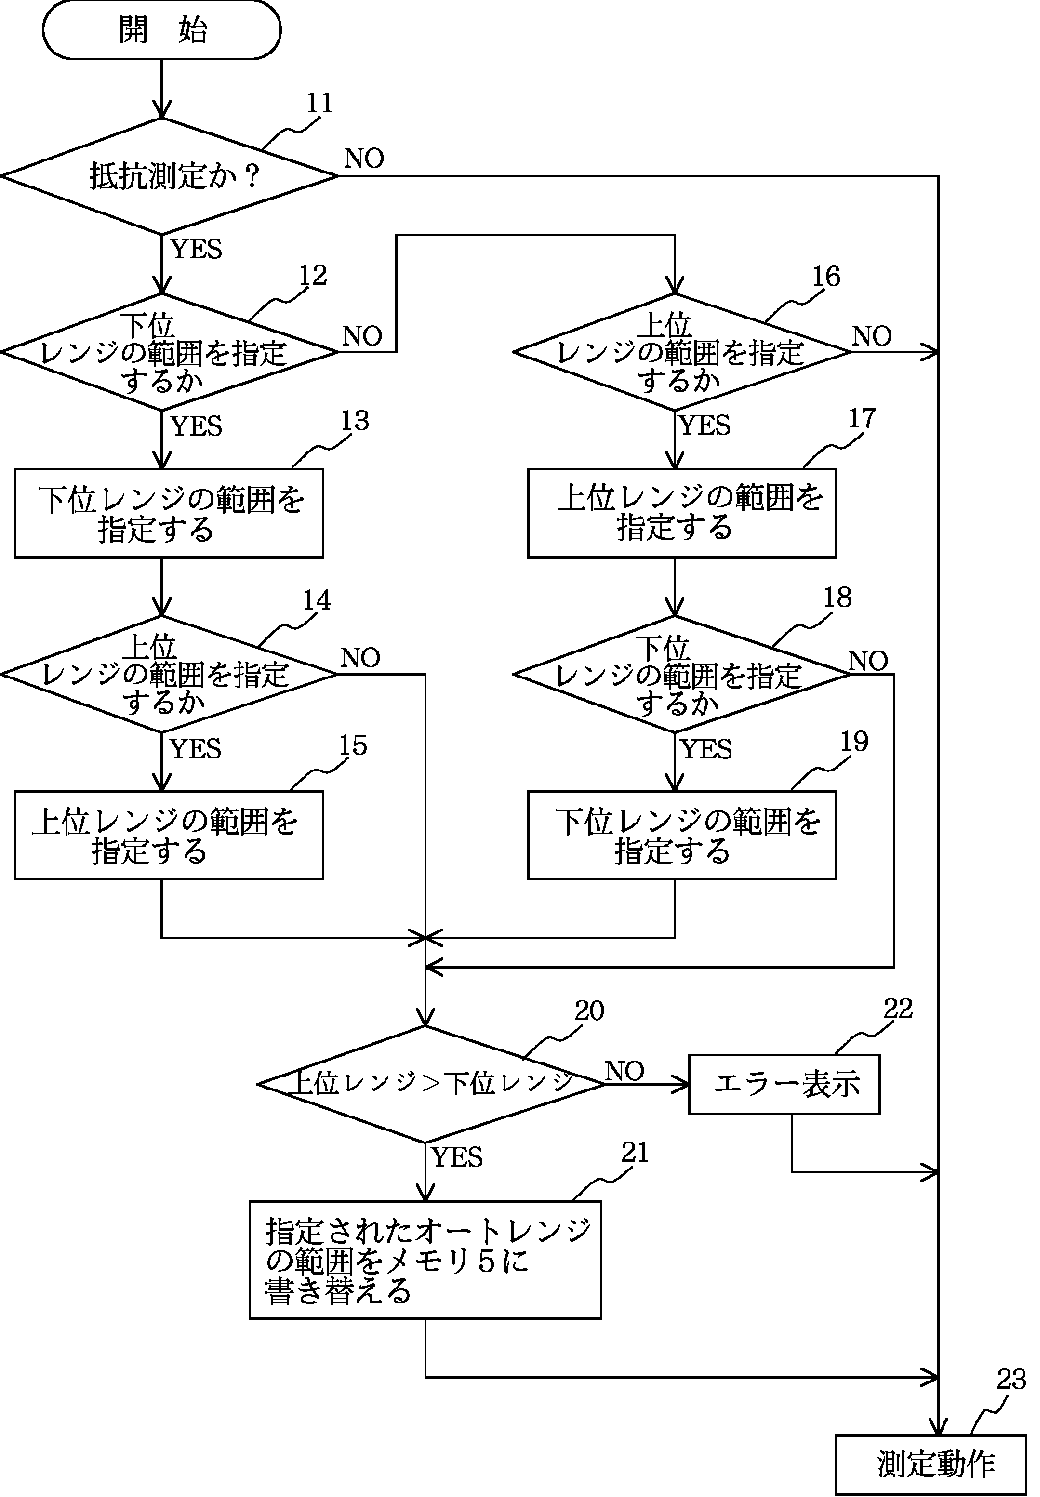 開　始
11
抵抗測定か？
NO
YES
12
下位
レンジの範囲を指定
するか
NO
YES
13
下位レンジの範囲を
指定する
14
上位
レンジの範囲を指定
するか
NO
YES
15
上位レンジの範囲を
指定する
16
上位
レンジの範囲を指定
するか
NO
YES
17
上位レンジの範囲を
指定する
18
下位
レンジの範囲を指定
するか
NO
YES
19
下位レンジの範囲を
指定する
20
上位レンジ＞下位レンジ
NO
YES
22
エラー表示
21
指定されたオートレンジ
の範囲をメモリ５に
書き替える
23
測定動作